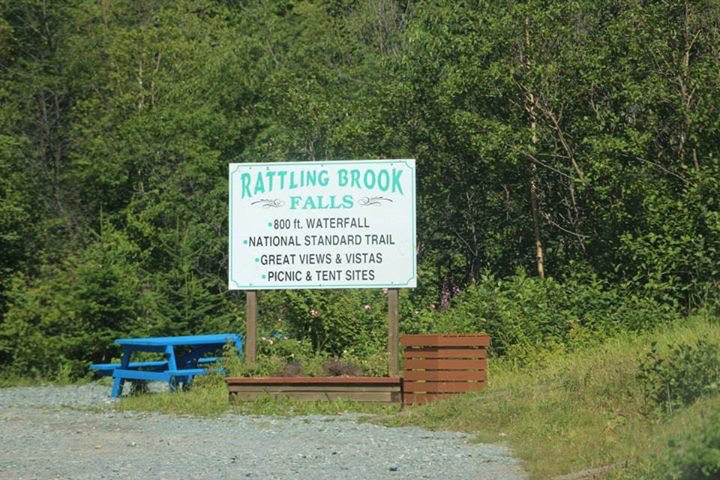 RATTLING BROOK
FALLS
•800 ft. WATERFALL
•NATIONAL STANDARD TRAIL
•GREAT VIEWS & VISTAS
•PICNIC & TENT SITES